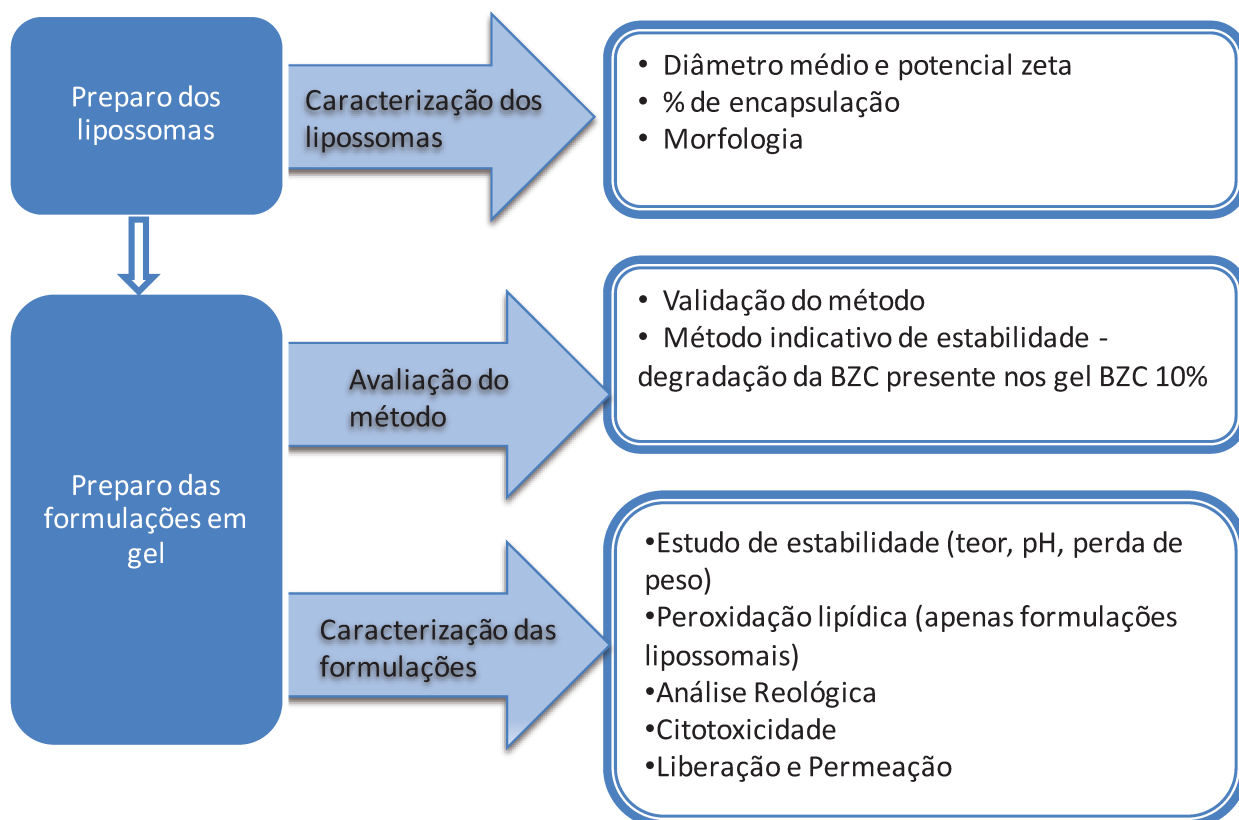 Preparo dos
lipossomas
Caracterização dos
lipossomas
• Diâmetro médio e potencial zeta
• % de encapsulação
• Morfologia
Preparo das
formulações em
gel
Avaliação do
método
• Validação do método
• Método indicativo de estabilidade -
degradação da BZC presente nos gel BZC 10%
Caracterização das
formulações
•Estudo de estabilidade (teor, pH, perda de
peso)
•Peroxidação lipídica (apenas formulações
lipossomais)
•Análise Reológica
•Citotoxicidade
•Liberação e Permeação